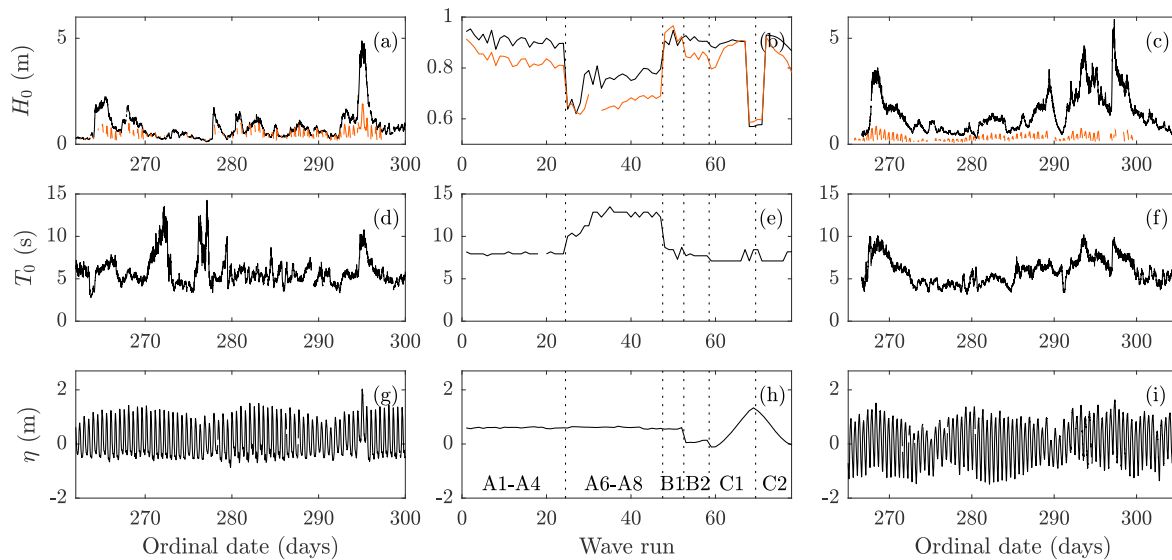 H0 (m)
5
0
270 280 290 300
(a)
1
0.8
0.6
0 20 40 60
(b)
5
0
270 280 290 300
(c)
T0 (s)
15
10
5
0
270 280 290 300
(d)
15
10
5
0
0 20 40 60
(e)
15
10
5
0
270 280 290 300
(f)
η (m)
2
0
-2
270 280 290 300
(g)
Ordinal date (days)
2
0
-2
0 20 40 60
(h)
A1-A4 A6-A8 B1 B2 C1 C2
Wave run
2
0
-2
270 280 290 300
(i)
Ordinal date (days)